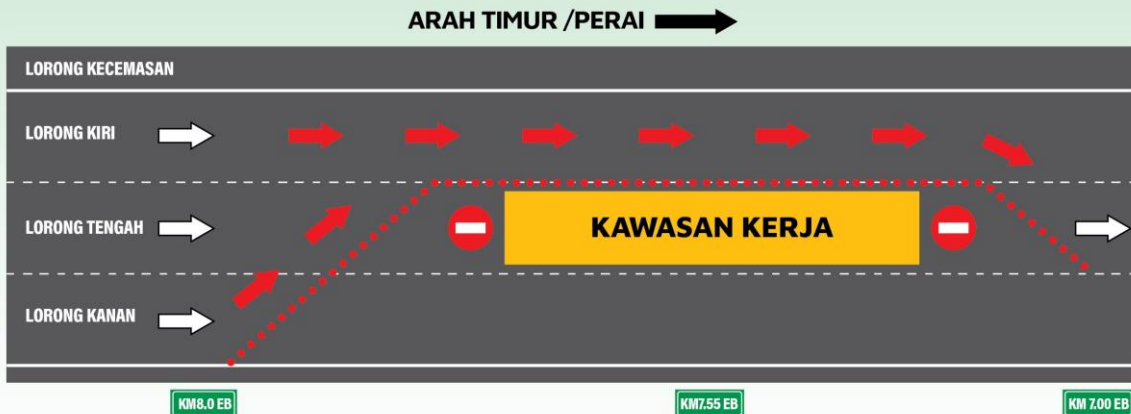 ARAH TIMUR /PERAI
LORONG KECEMASAN
LORONG KIRI
LORONG TENGAH
KAWASAN KERJA
LORONG KANAN
KM8.0 EB
KM7.55 EB
KM 7.00 EB